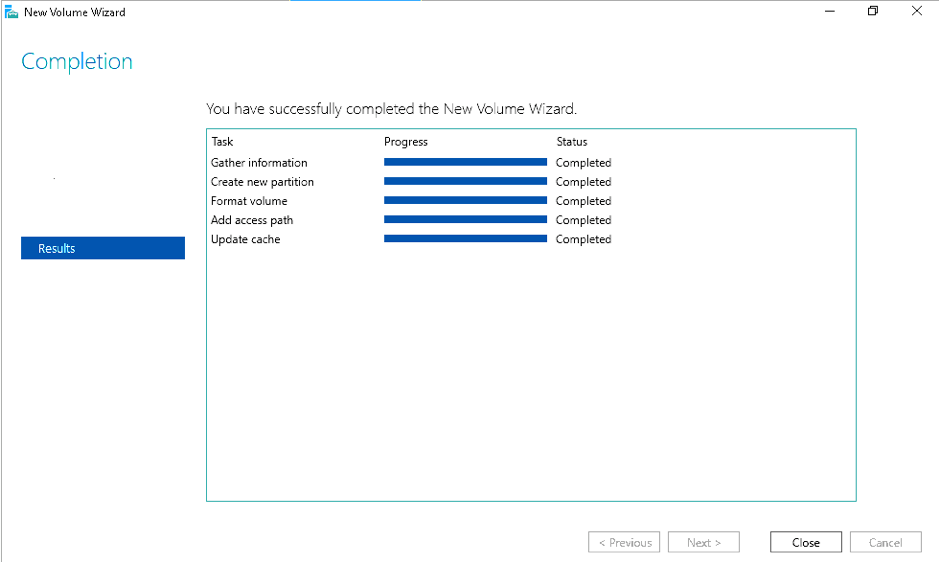 New Volume Wizard
Completion
You have successfully completed the New Volume Wizard.
Task Progress Status
Gather information Completed
Create new partition Completed
Format volume Completed
Add access path Completed
Update cache Completed
Results
< Previous Next > Close Cancel